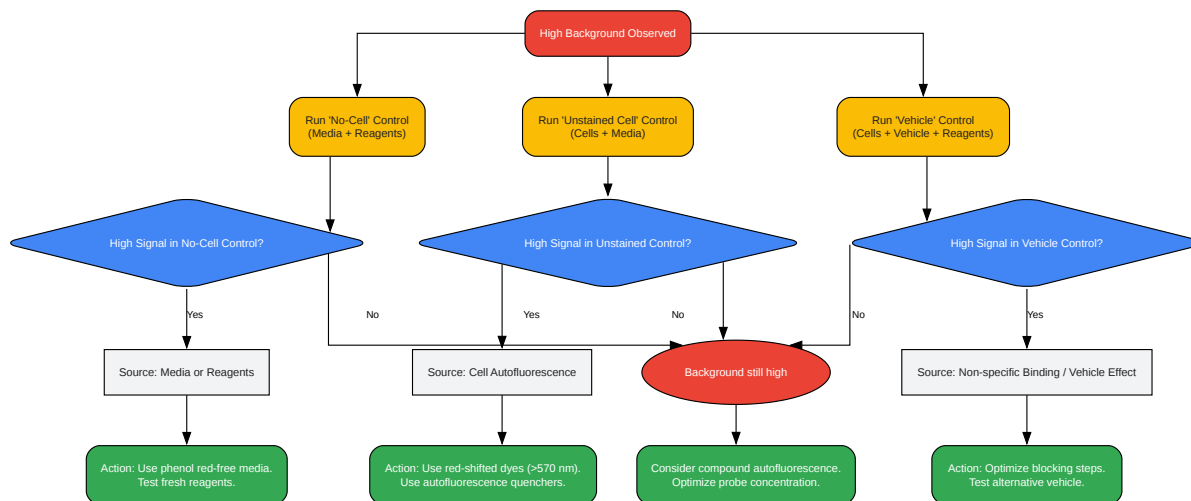 High Background Observed
Run 'No-Cell' Control
(Media + Reagents)
Run 'Unstained Cell' Control
(Cells + Media)
Run 'Vehicle' Control
(Cells + Vehicle + Reagents)
High Signal in No-Cell Control?
High Signal in Unstained Control?
High Signal in Vehicle Control?
Yes
No
Yes
No
No
Yes
Source: Media or Reagents
Source: Cell Autofluorescence
Background still high
Source: Non-specific Binding / Vehicle Effect
Action: Use phenol red-free media.
Test fresh reagents.
Action: Use red-shifted dyes (>570 nm).
Use autofluorescence quenchers.
Consider compound autofluorescence.
Optimize probe concentration.
Action: Optimize blocking steps.
Test alternative vehicle.